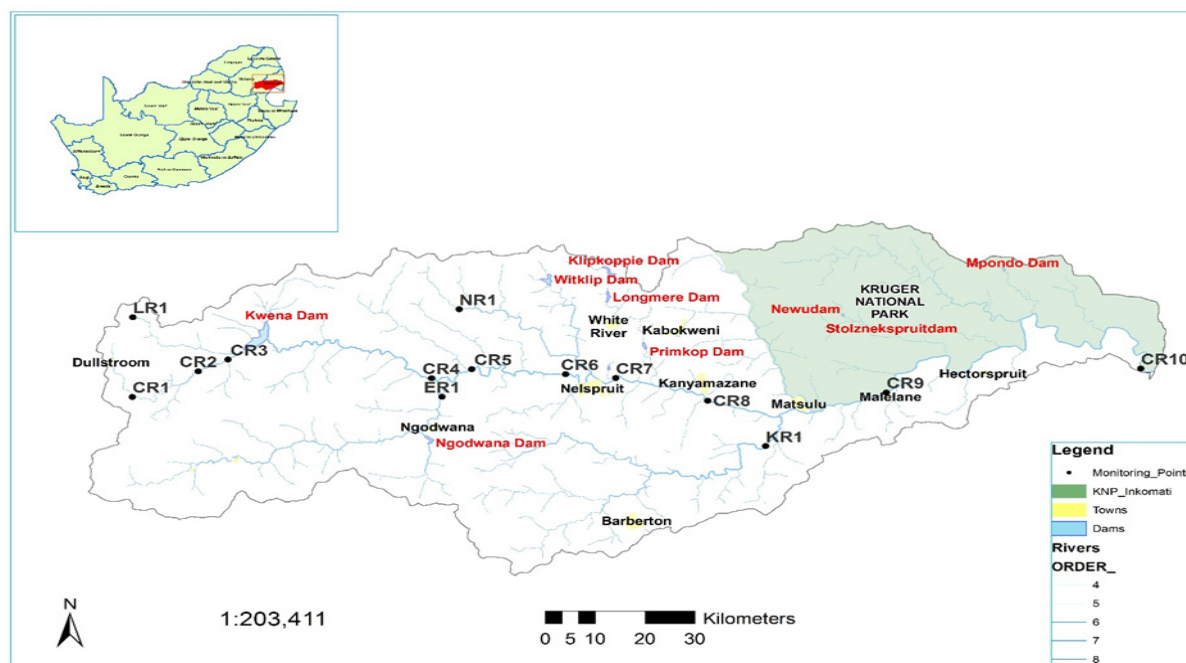 Klipkoppie Dam
Witklip Dam
Mpondo Dam
LR1
NR1
Longmere Dam
KRUGER
NATIONAL
PARK
Kwena Dam
White
River
Kabokweni
Newudam
Stolznekspruitdam
Dullstroom
CR2
CR3
CR4
CR5
CR6
Primkop Dam
CR7
CR10
CR1
ER1
Nelspruit
Kanyamazane
CR8
Matsulu
CR9
Malelane
Hectorspruit
Ngodwana
Ngodwana Dam
KR1
Barberton
Legend
Monitoring_Point
KNP_Inkomati
Towns
Dams
Rivers
ORDER_
4
5
6
7
8
N
1:203,411
Kilometers
0 5 10 20 30